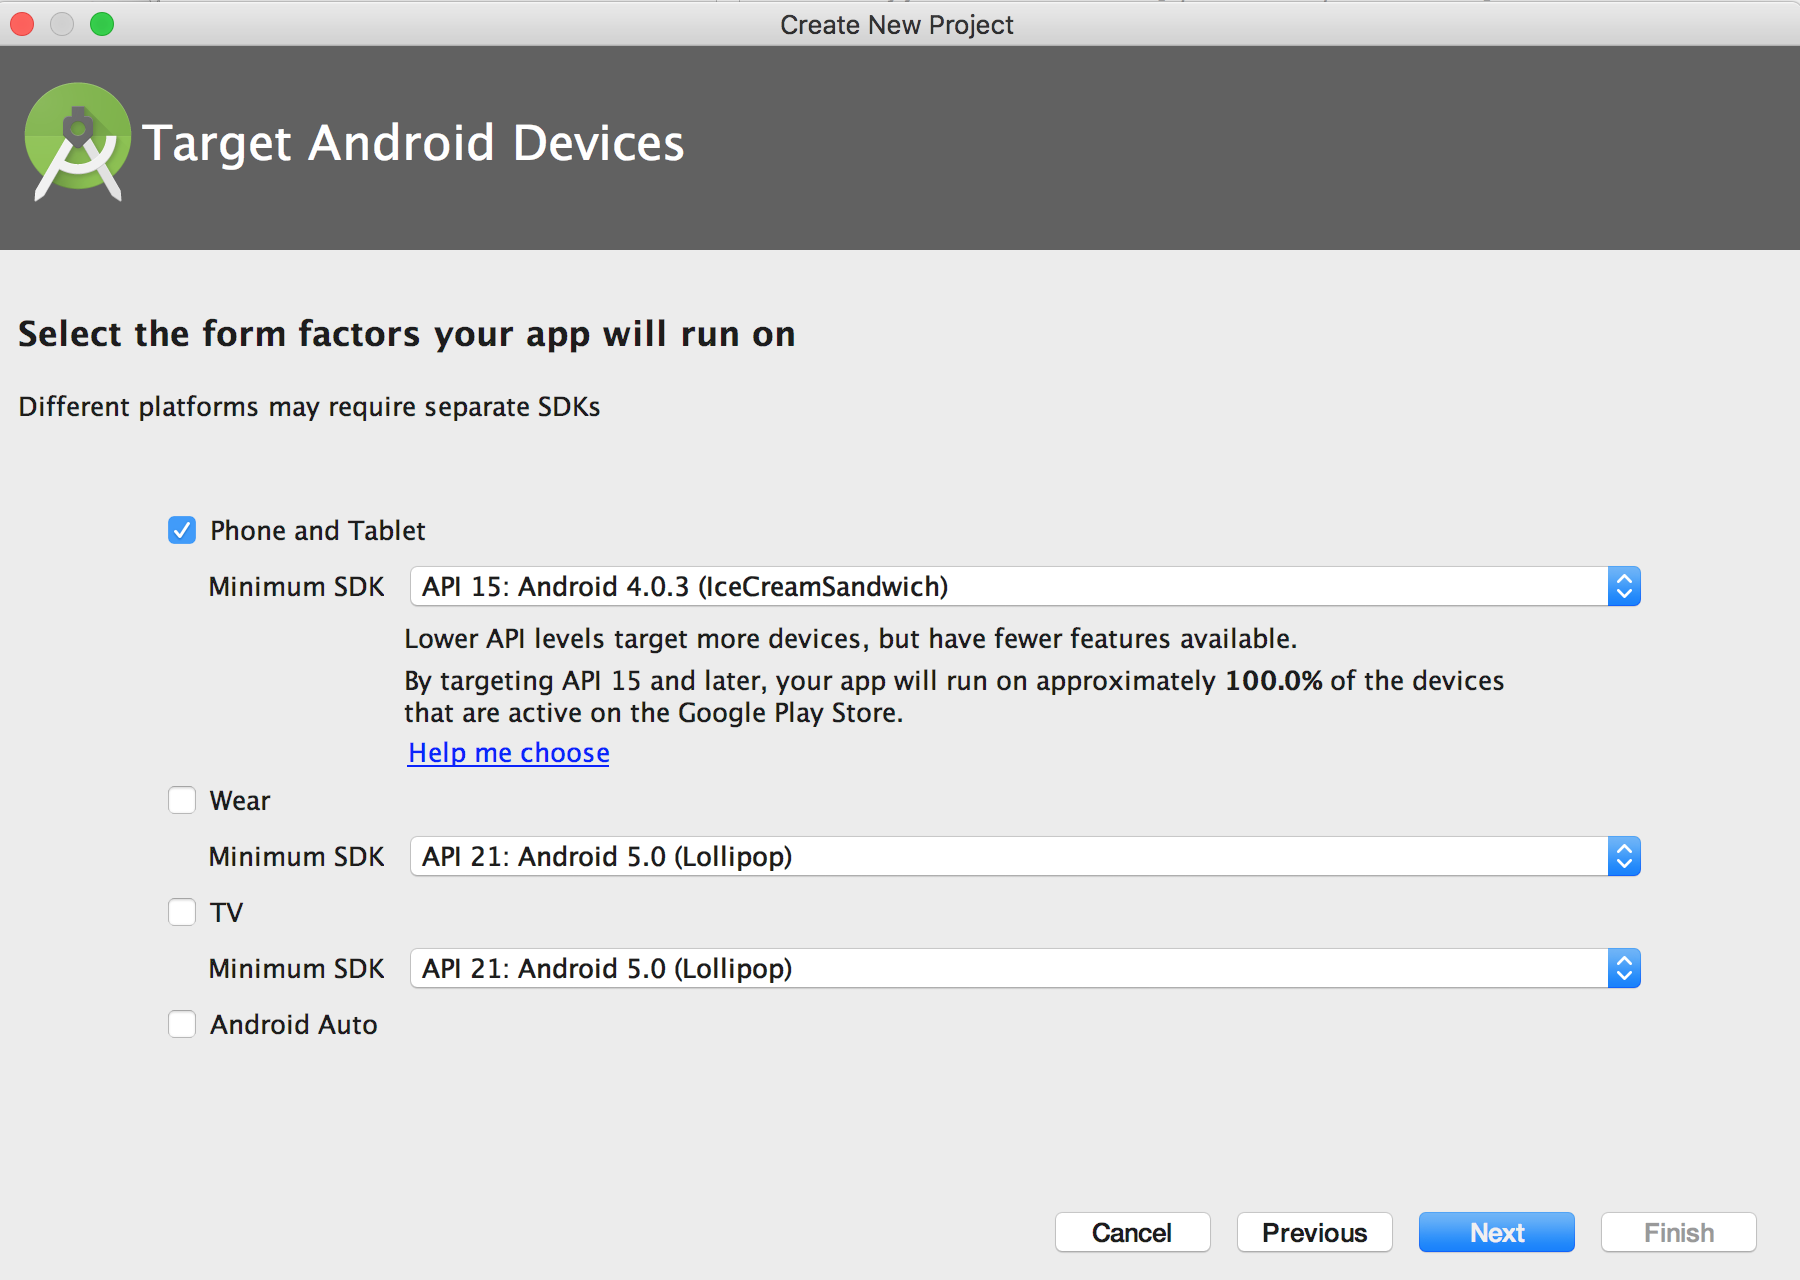 Create New Project
Target Android Devices
Select the form factors your app will run on
Different platforms may require separate SDKs
Phone and Tablet
Minimum SDK API 15: Android 4.0.3 (IceCreamSandwich)
Lower API levels target more devices, but have fewer features available.
By targeting API 15 and later, your app will run on approximately 100.0% of the devices
that are active on the Google Play Store.
Help me choose
Wear
Minimum SDK API 21: Android 5.0 (Lollipop)
TV
Minimum SDK API 21: Android 5.0 (Lollipop)
Android Auto
Cancel Previous Next Finish